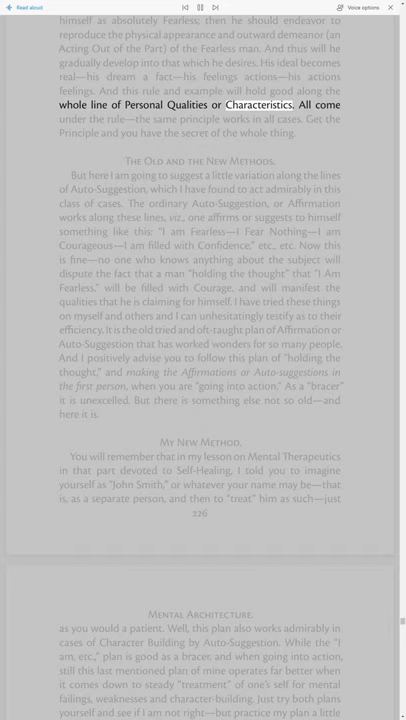 Read aloud
Voice options
himself as absolutely Fearless; then he should endeavor to
reproduce the physical appearance and outward demeanor (an
Acting Out of the Part) of the Fearless man. And thus will he
gradually develop into that which he desires. His ideal becomes
real—his dream a fact—his feelings actions—his actions
feelings. And this rule and example will hold good along the
whole line of Personal Qualities or Characteristics. All come
under the rule—the same principle works in all cases. Get the
Principle and you have the secret of the whole thing.
The Old and the New Methods.
But here I am going to suggest a little variation along the lines
of Auto-Suggestion, which I have found to act admirably in this
class of cases. The ordinary Auto-Suggestion, or Affirmation
works along these lines, viz., one affirms or suggests to himself
something like this: "I am Fearless—I Fear Nothing—I am
Courageous—I am filled with Confidence," etc., etc. Now this
is fine—no one who knows anything about the subject will
dispute the fact that a man "holding the thought" that "I Am
Fearless," will be filled with Courage, and will manifest the
qualities that he is claiming for himself. I have tried these things
on myself and others and I can unhesitatingly testify as to their
efficiency. It is the old tried and oft-taught plan of Affirmation or
Auto-Suggestion that has worked wonders for so many people.
And I positively advise you to follow this plan of "holding the
thought," and making the Affirmations or Auto-suggestions in
the first person, when you are "going into action." As a "bracer"
it is unexcelled. But there is something else not so old—and
here it is.
My New Method.
You will remember that in my lesson on Mental Therapeutics
in that part devoted to Self-Healing, I told you to imagine
yourself as "John Smith," or whatever your name may be—that
is, as a separate person, and then to "treat" him as such—just
226
Mental Architecture.
as you would a patient. Well, this plan also works admirably in
cases of Character Building by Auto-Suggestion. While the "I
am, etc.," plan is good as a bracer, and when going into action,
still this last mentioned plan of mine operates far better when
it comes down to steady "treatment" of one's self for mental
failings, weaknesses and character-building. Just try both plans
yourself and see if I am not right—but practice my plan a little